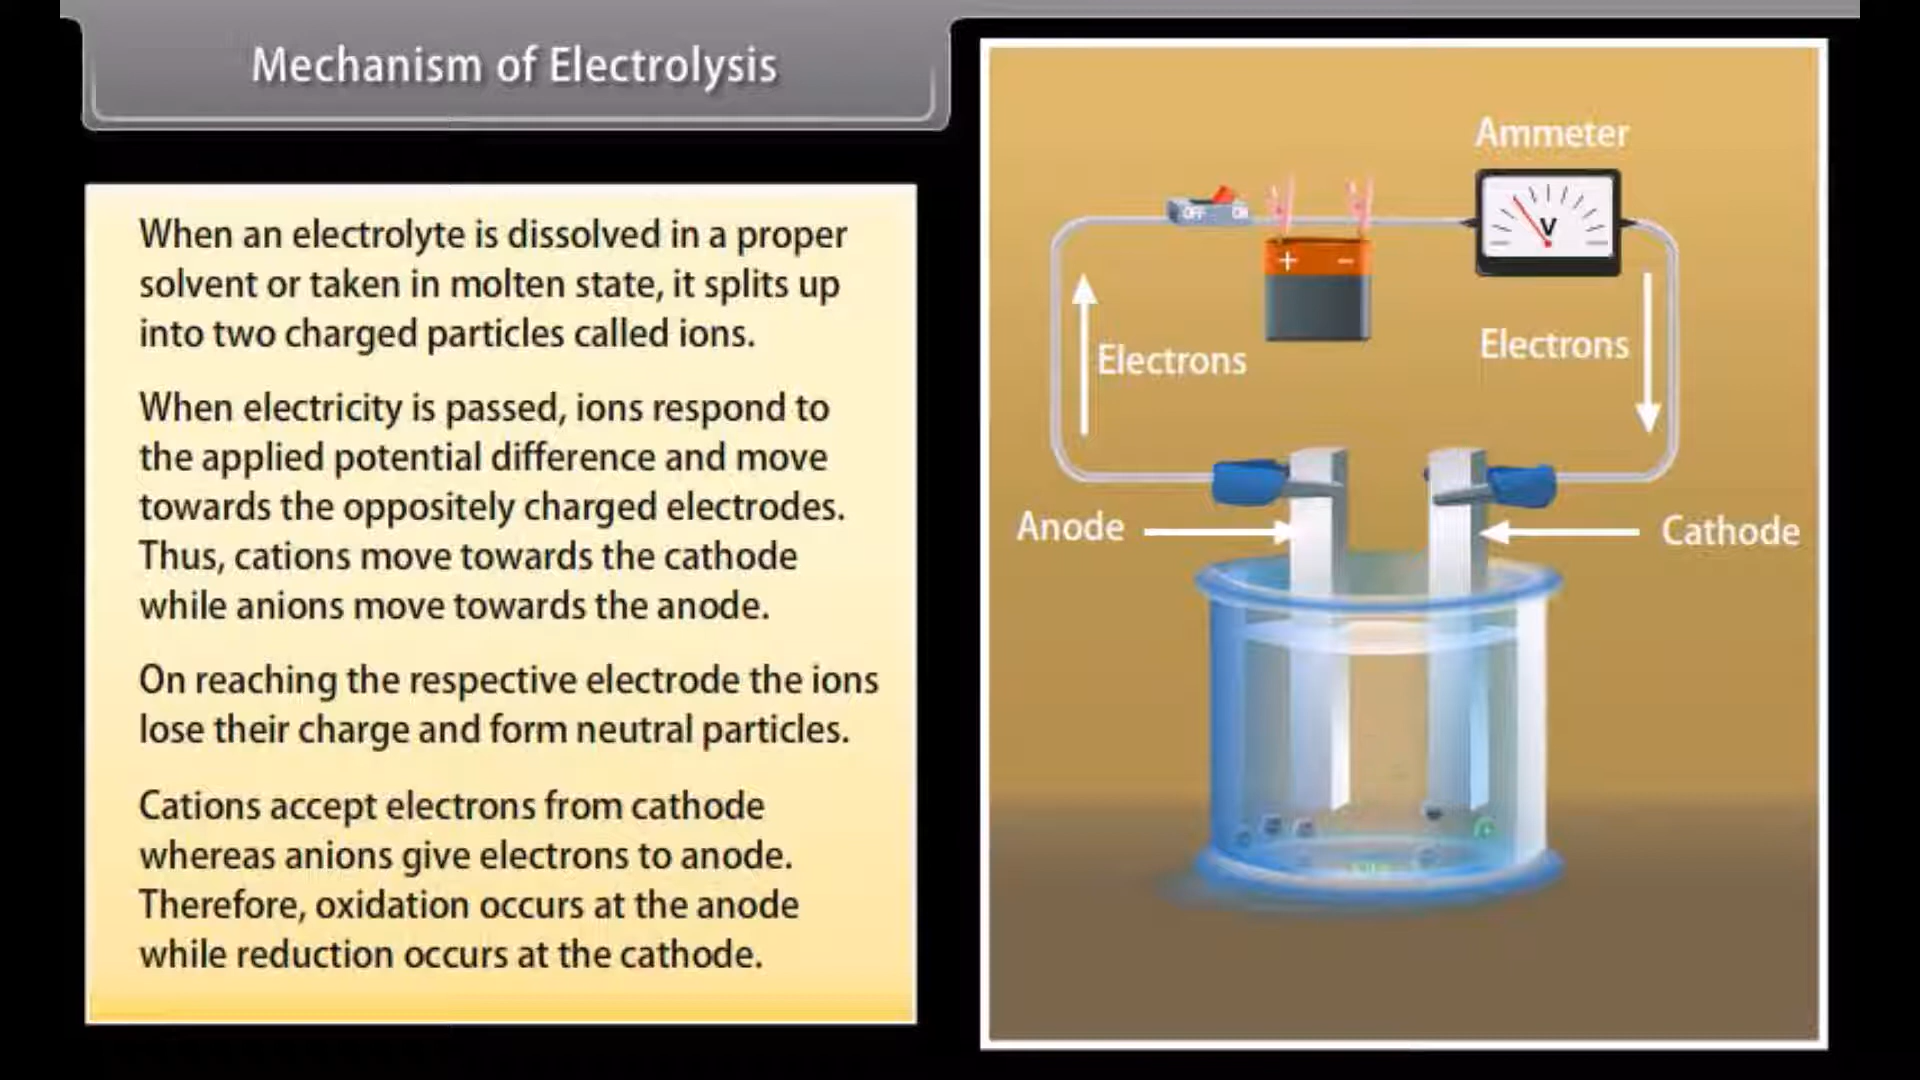 Mechanism of Electrolysis
When an electrolyte is dissolved in a proper
solvent or taken in molten state, it splits up
into two charged particles called ions.
When electricity is passed, ions respond to
the applied potential difference and move
towards the oppositely charged electrodes.
Thus, cations move towards the cathode
while anions move towards the anode.
On reaching the respective electrode the ions
lose their charge and form neutral particles.
Cations accept electrons from cathode
whereas anions give electrons to anode.
Therefore, oxidation occurs at the anode
while reduction occurs at the cathode.
Ammeter
OFF ON
V
+ −
Electrons
Electrons
Anode
Cathode